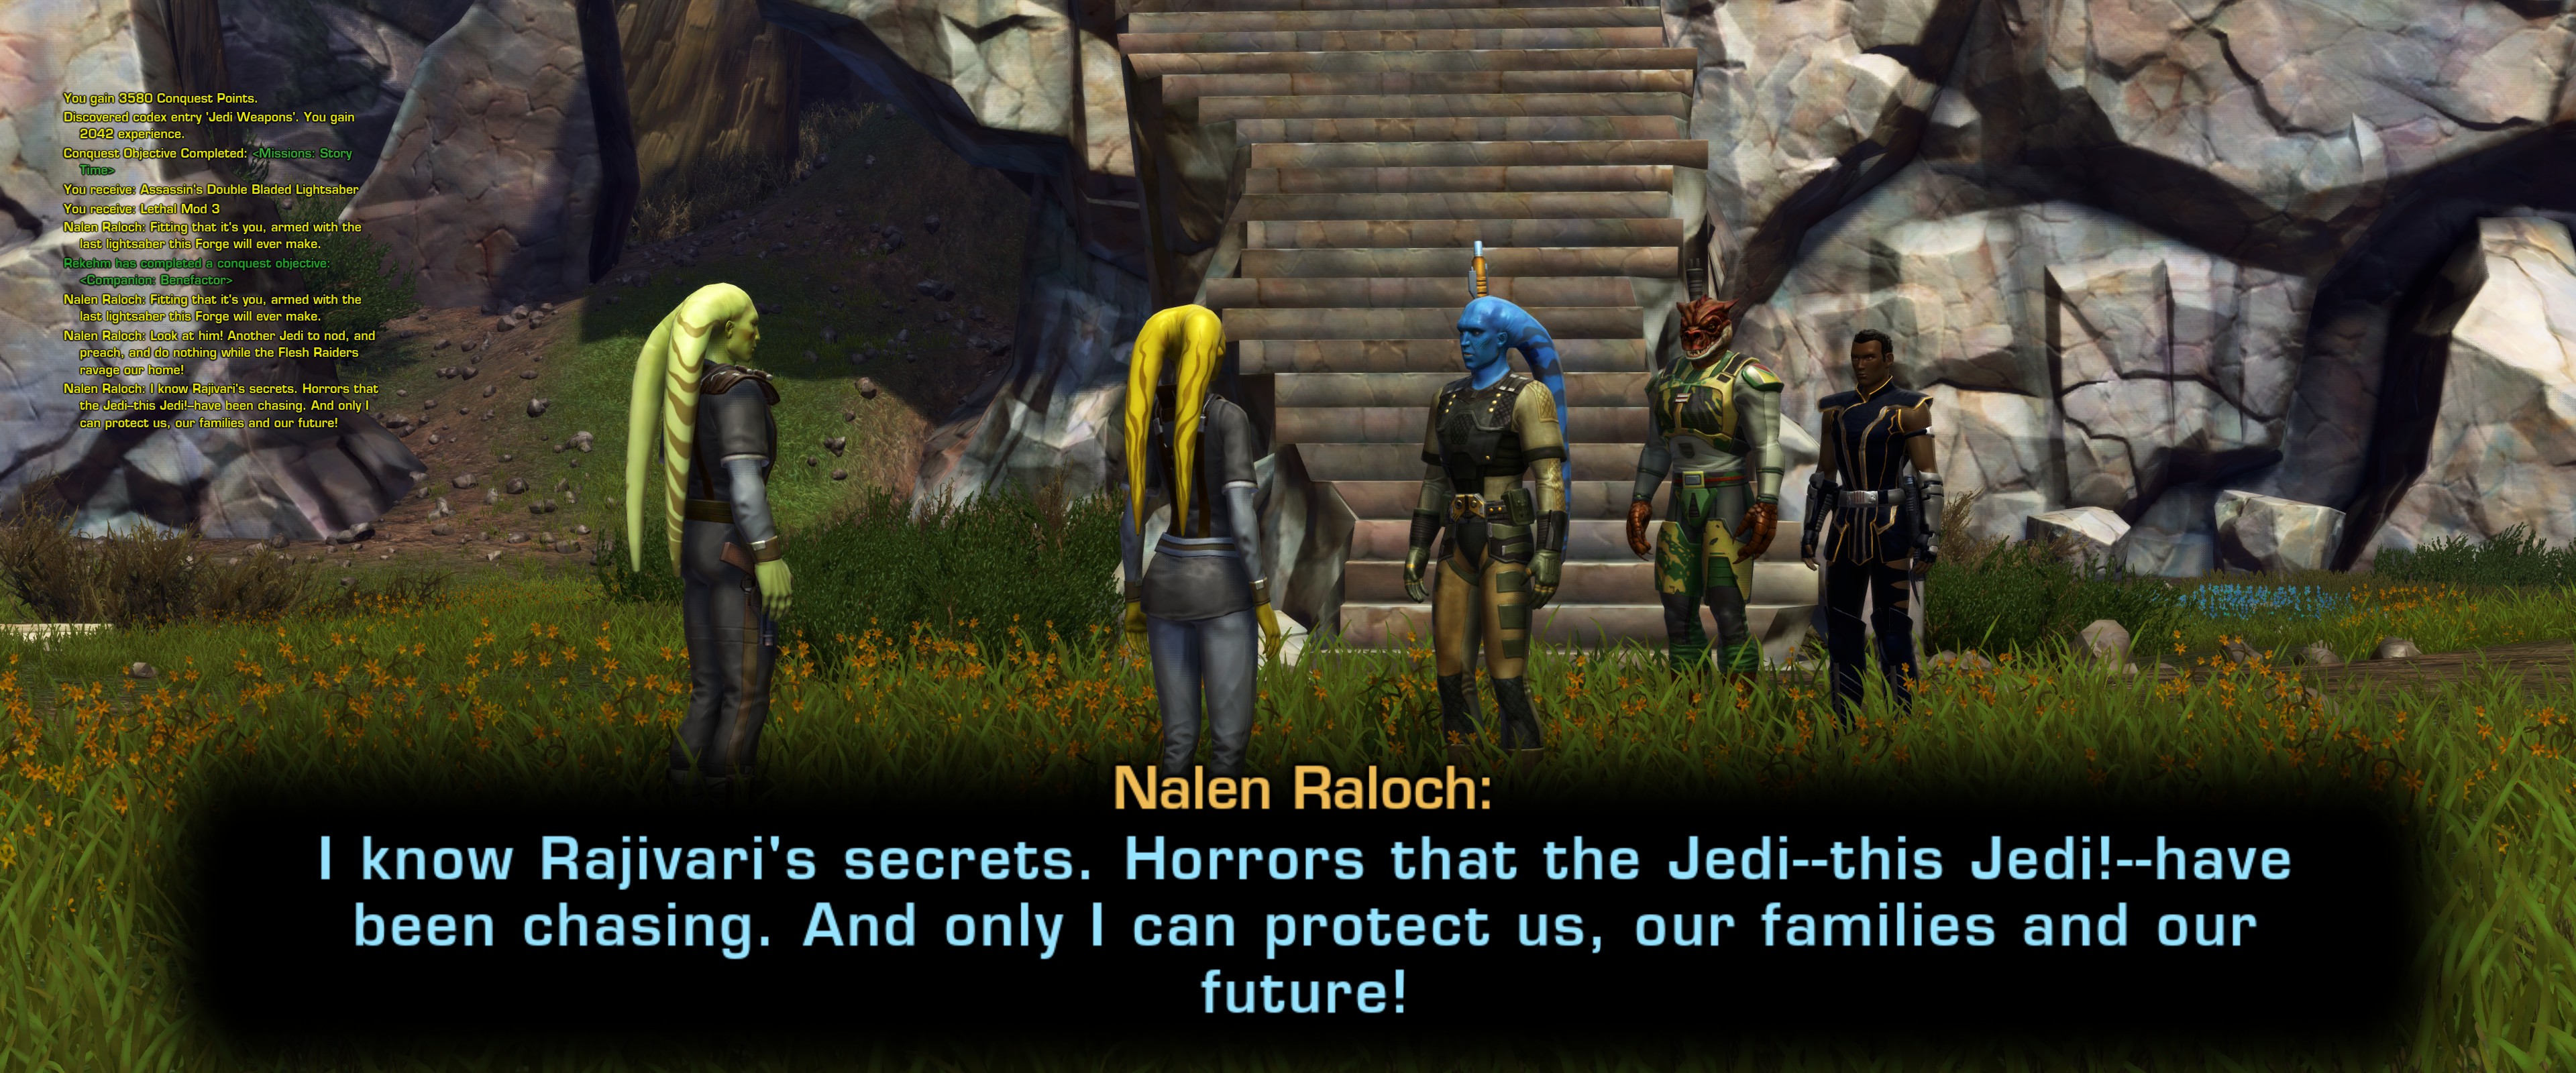 You gain 3580 Conquest Points.
Discovered codex entry 'Jedi Weapons'. You gain
2042 experience.
Conquest Objective Completed: <Missions: Story
Time>
You receive: Assassin's Double Bladed Lightsaber
You receive: Lethal Mod 3
Nalen Raloch: Fitting that it's you, armed with the
last lightsaber this Forge will ever make.
Rekehm has completed a conquest objective:
<Companion: Benefactor>
Nalen Raloch: Fitting that it's you, armed with the
last lightsaber this Forge will ever make.
Nalen Raloch: Look at him! Another Jedi to nod, and
preach, and do nothing while the Flesh Raiders
ravage our home!
Nalen Raloch: I know Rajivari's secrets. Horrors that
the Jedi--this Jedi!--have been chasing. And only I
can protect us, our families and our future!
Nalen Raloch:
I know Rajivari's secrets. Horrors that the Jedi--this Jedi!--have
been chasing. And only I can protect us, our families and our
future!